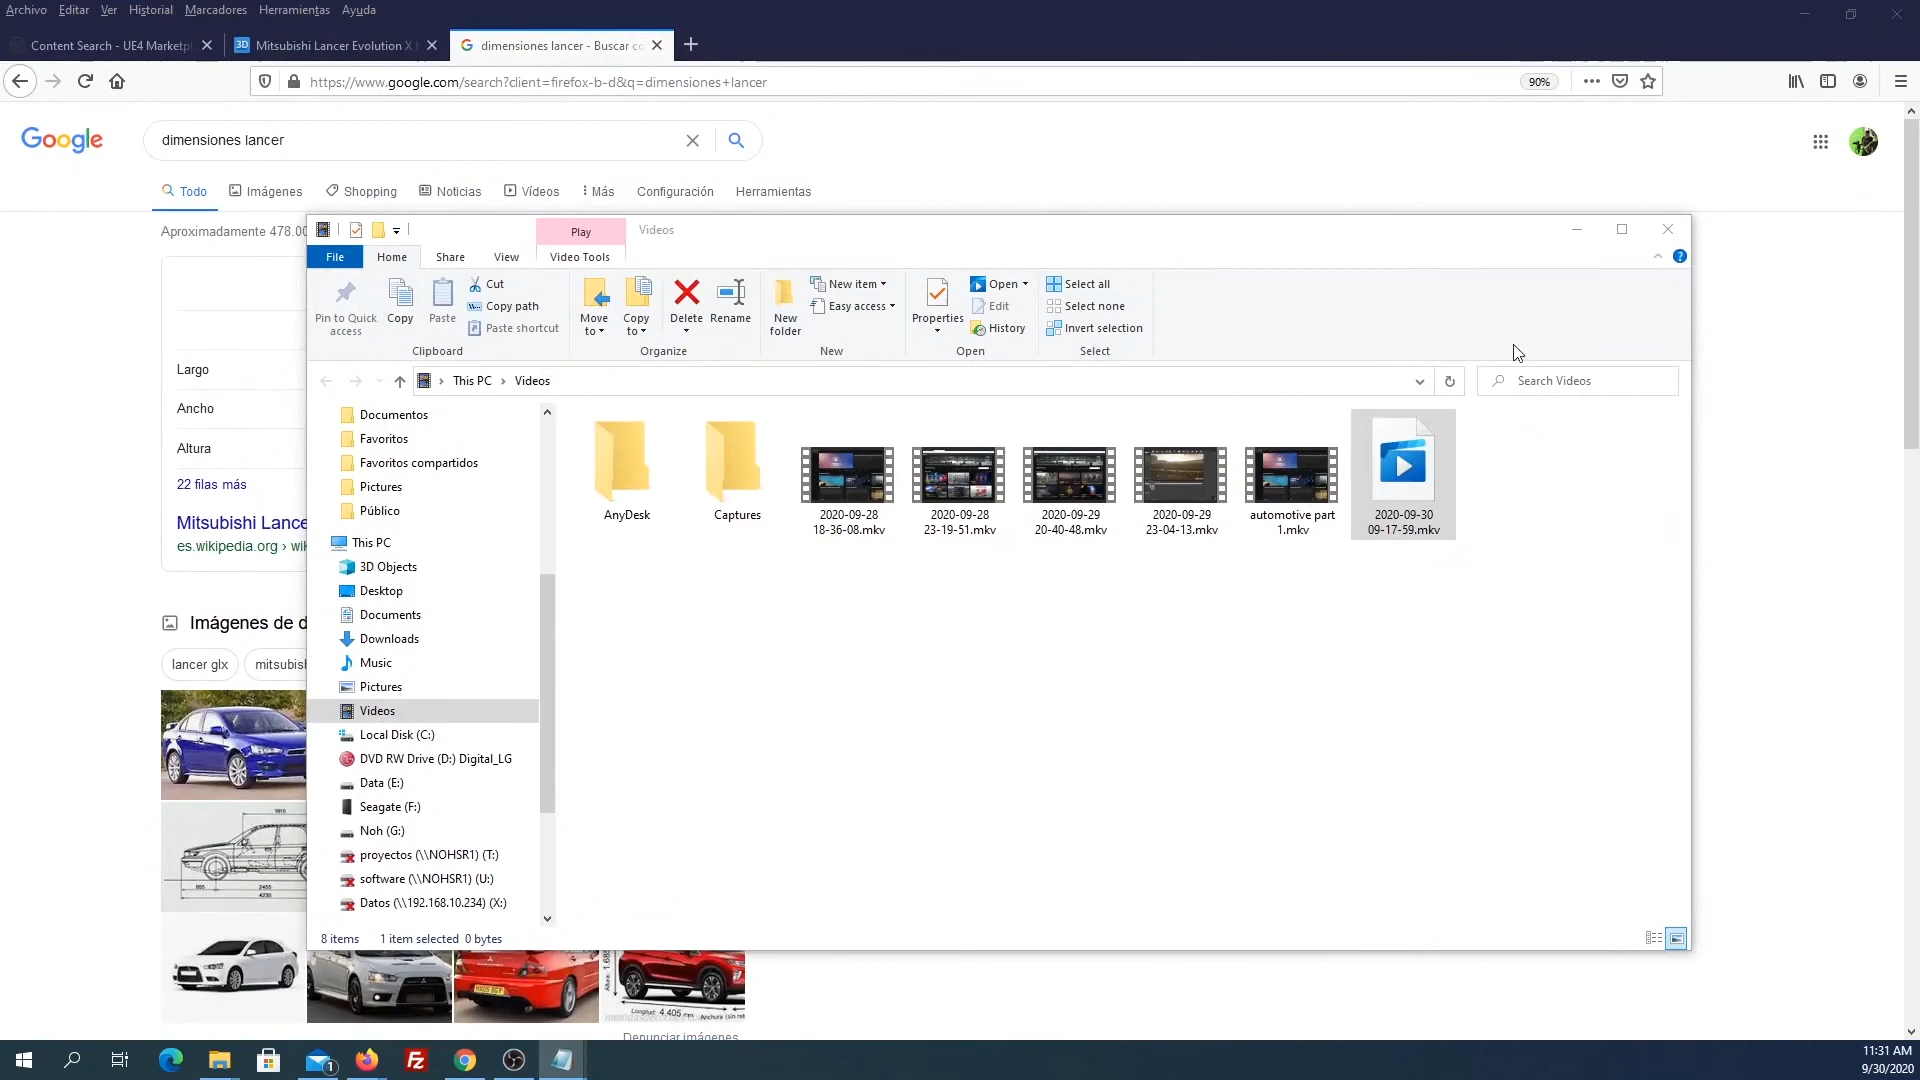 Archivo Editar Ver Historial Marcadores Herramientas Ayuda
Content Search - UE4 Marketpl
3D Mitsubishi Lancer Evolution X
dimensiones lancer - Buscar co
https://www.google.com/search?client=firefox-b-d&q=dimensiones+lancer
90%
Google
dimensiones lancer
Todo Imágenes Shopping Noticias Vídeos Más Configuración Herramientas
Aproximadamente 478.00
Play
Videos
File Home Share View Video Tools
Pin to Quick access
Copy
Paste
Cut
Copy path
Paste shortcut
Clipboard
Move to
Copy to
Delete
Rename
Organize
New folder
New item
Easy access
New
Properties
Open
Edit
History
Open
Select all
Select none
Invert selection
Select
This PC
Videos
Search Videos
Largo
Ancho
Altura
22 filas más
Mitsubishi Lance
es.wikipedia.org › wik
Imágenes de d
lancer glx
mitsubish
Documentos
Favoritos
Favoritos compartidos
Pictures
Público
This PC
3D Objects
Desktop
Documents
Downloads
Music
Pictures
Videos
Local Disk (C:)
DVD RW Drive (D:) Digital_LG
Data (E:)
Seagate (F:)
Noh (G:)
proyectos (\\NOHSR1) (T:)
software (\\NOHSR1) (U:)
Datos (\\192.168.10.234) (X:)
AnyDesk
Captures
2020-09-28
18-36-08.mkv
2020-09-28
23-19-51.mkv
2020-09-29
20-40-48.mkv
2020-09-29
23-04-13.mkv
automotive part
1.mkv
2020-09-30
09-17-59.mkv
8 items 1 item selected 0 bytes
Longitud: 4.405 mm
Denunciar imágenes
1
11:31 AM
9/30/2020